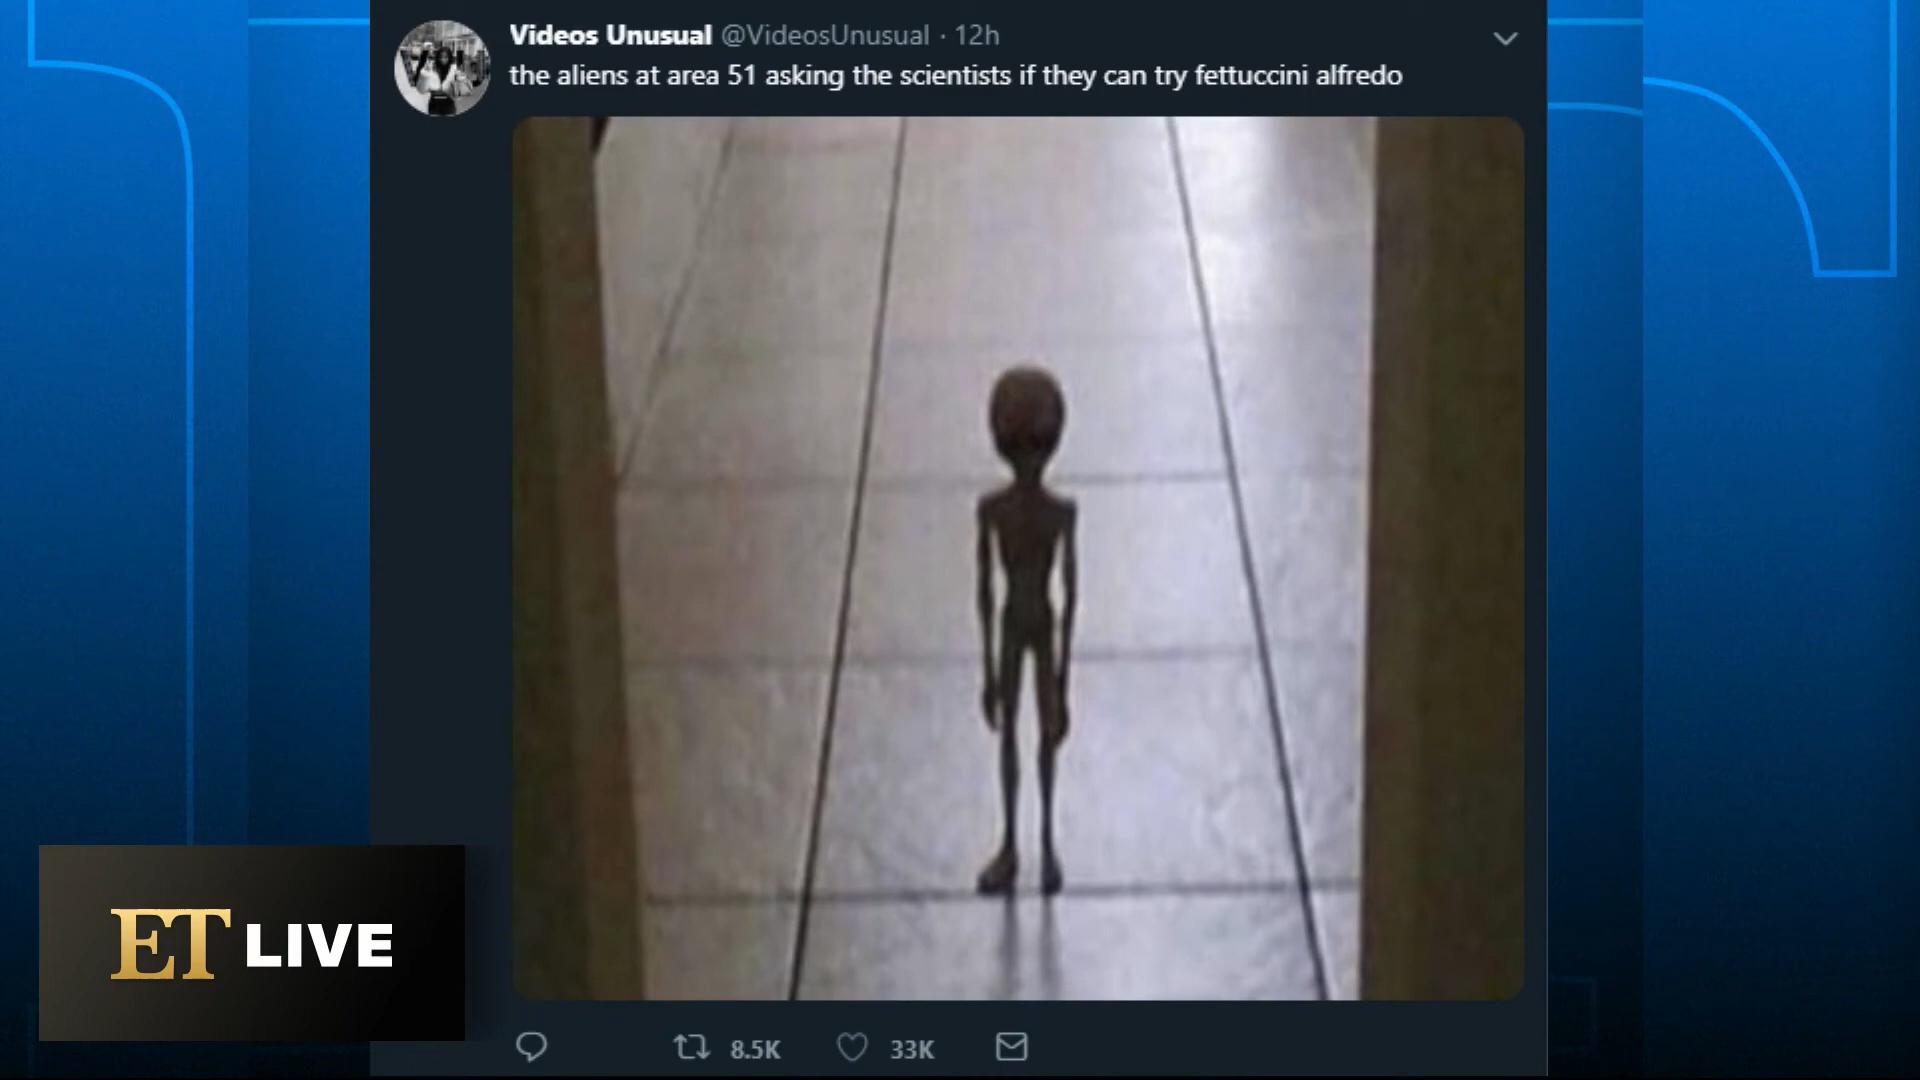 Videos Unusual @VideosUnusual · 12h
the aliens at area 51 asking the scientists if they can try fettuccini alfredo
ET LIVE
8.5K 33K